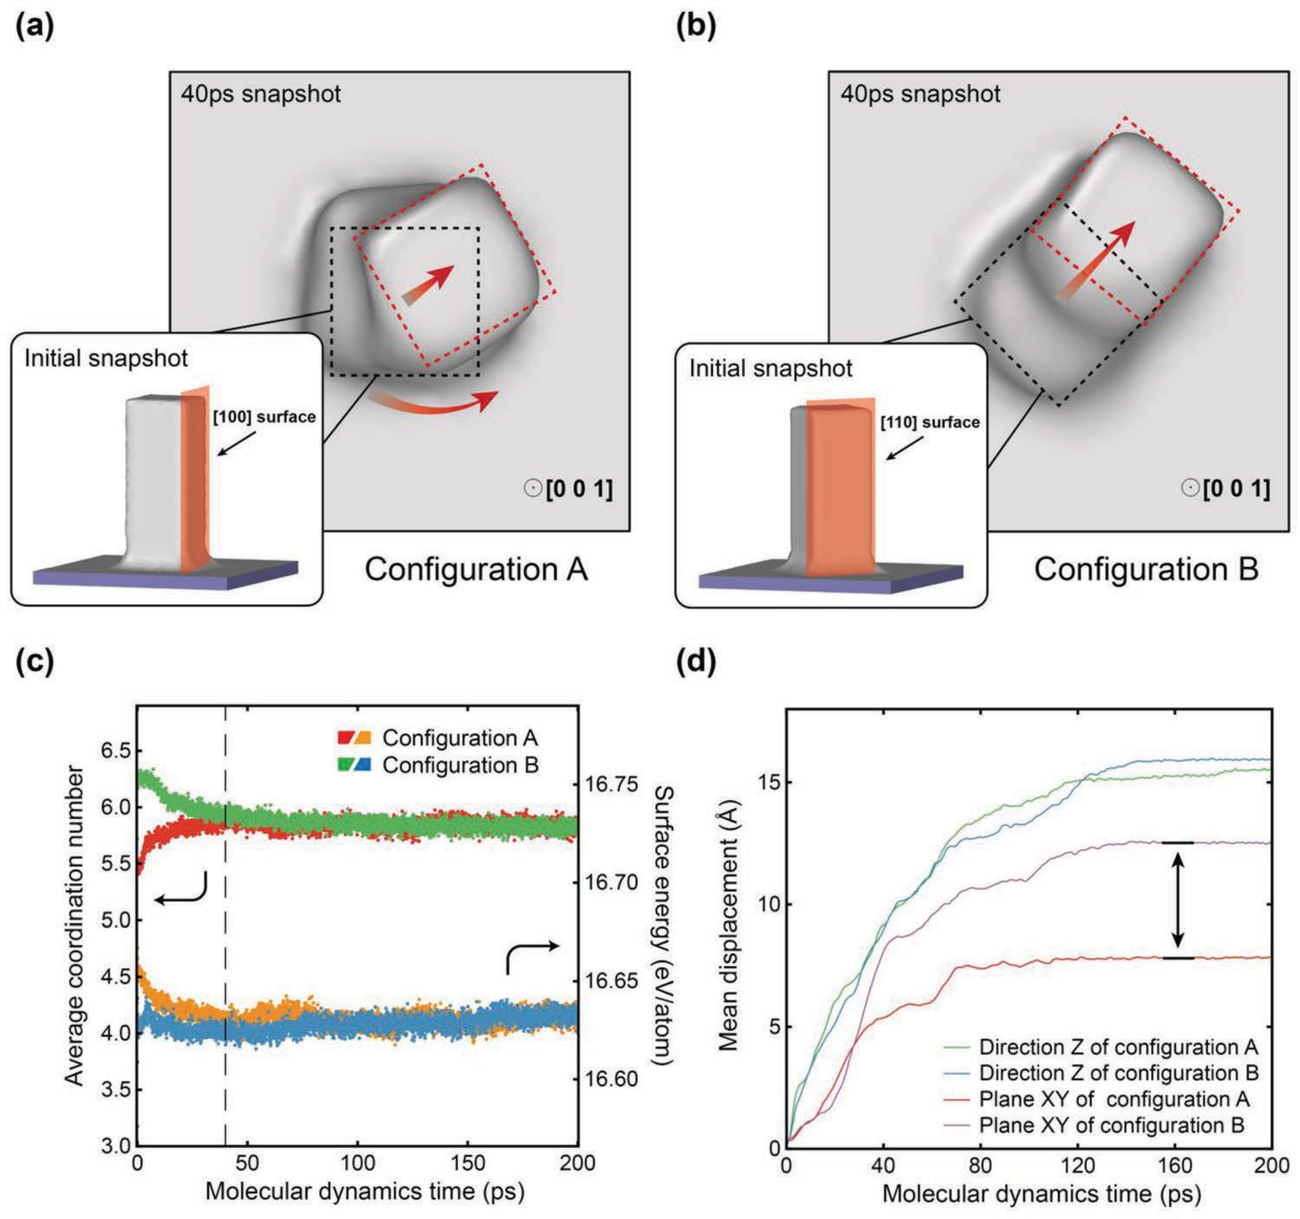 (a)
40ps snapshot
Initial snapshot
[100] surface
[0 0 1]
Configuration A
(b)
40ps snapshot
Initial snapshot
[110] surface
[0 0 1]
Configuration B
(c)
Average coordination number
6.5
6.0
5.5
5.0
4.5
4.0
3.5
3.0
Configuration A
Configuration B
16.75
16.70
16.65
16.60
Surface energy (eV/atom)
0 50 100 150 200
Molecular dynamics time (ps)
(d)
Mean displacement (Å)
15
10
5
0
Direction Z of configuration A
Direction Z of configuration B
Plane XY of configuration A
Plane XY of configuration B
0 40 80 120 160 200
Molecular dynamics time (ps)